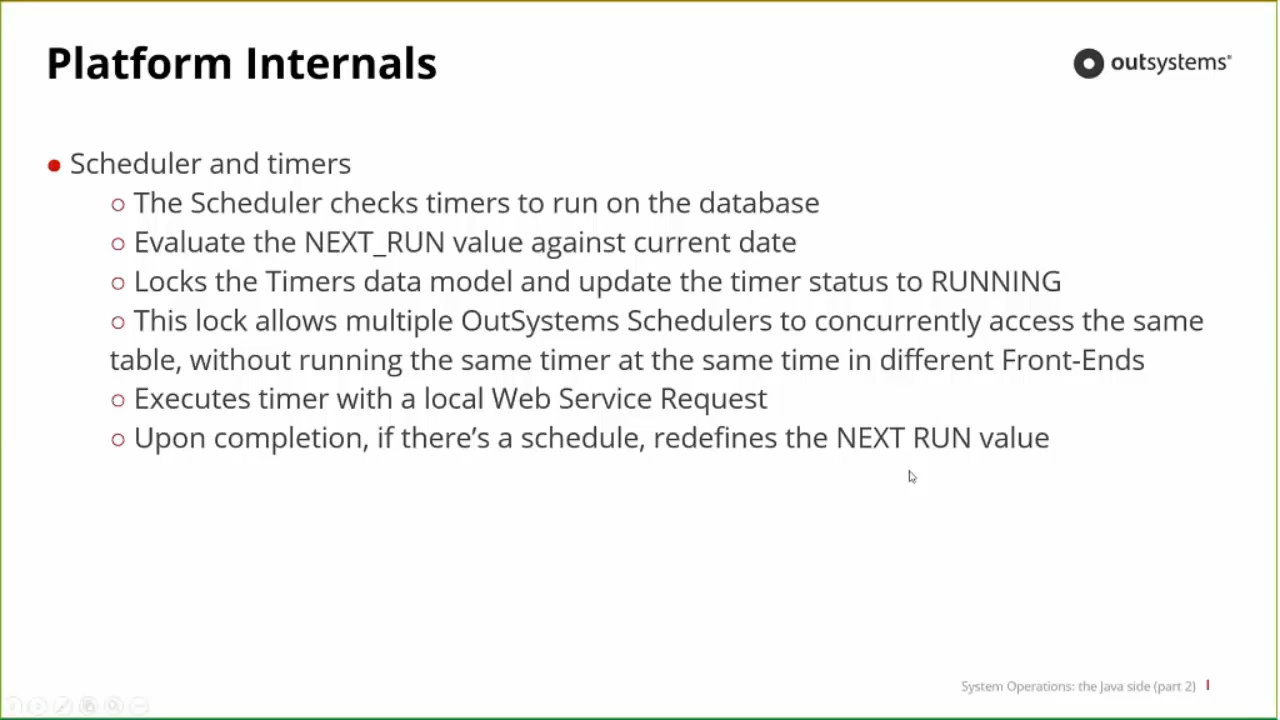 Platform Internals
outsystems®
● Scheduler and timers
○ The Scheduler checks timers to run on the database
○ Evaluate the NEXT_RUN value against current date
○ Locks the Timers data model and update the timer status to RUNNING
○ This lock allows multiple OutSystems Schedulers to concurrently access the same
table, without running the same timer at the same time in different Front-Ends
○ Executes timer with a local Web Service Request
○ Upon completion, if there’s a schedule, redefines the NEXT RUN value
System Operations: the Java side (part 2)